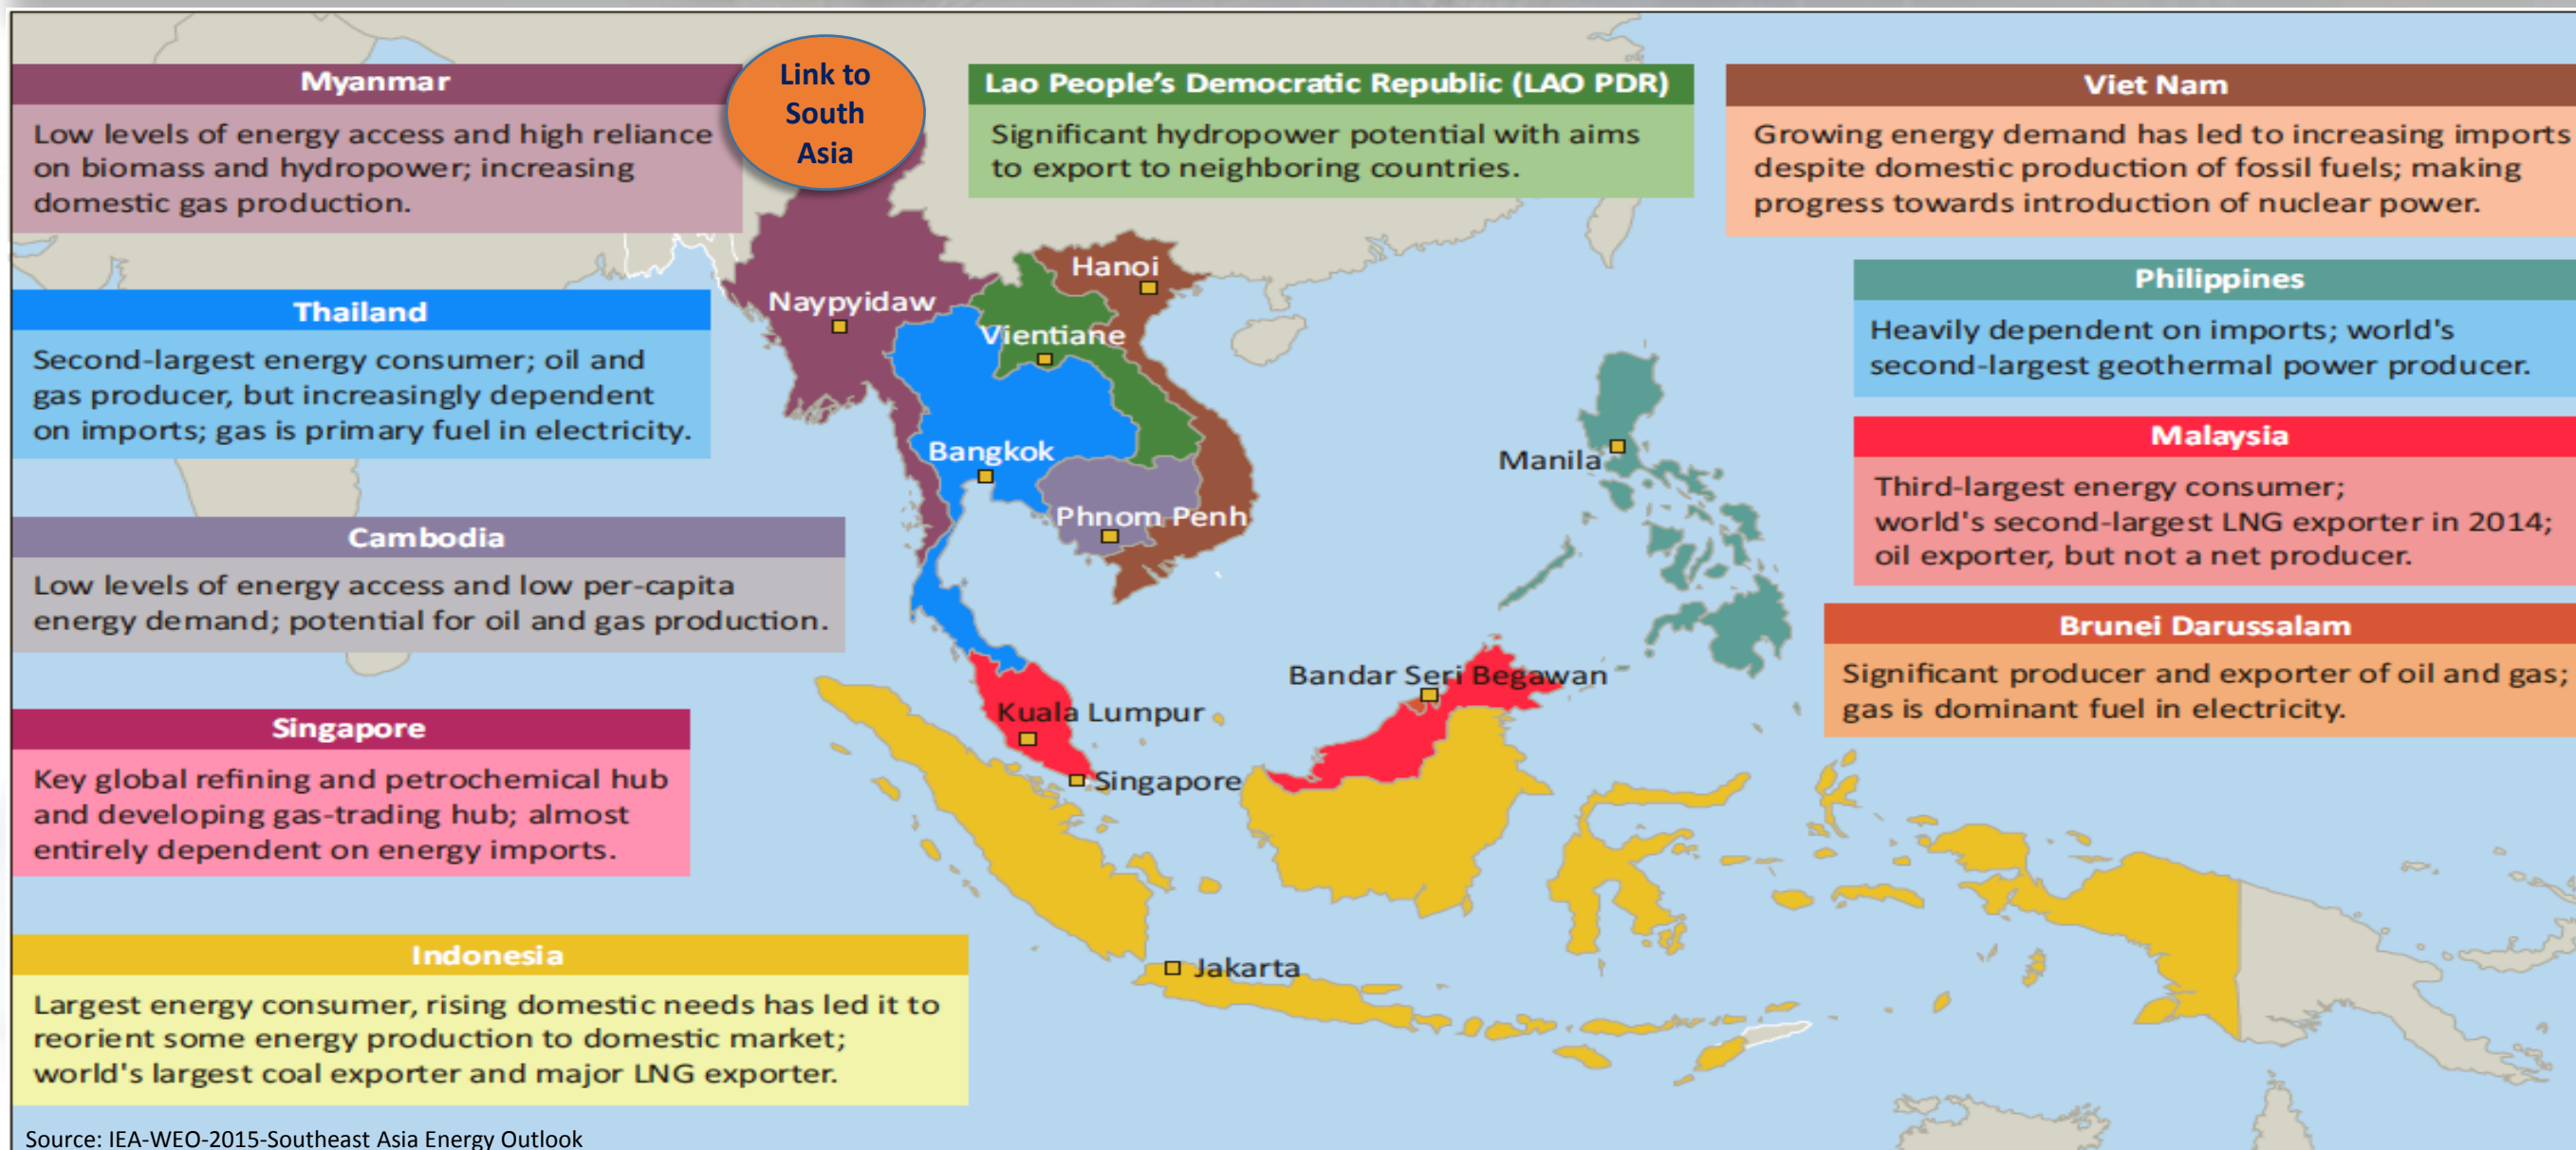 Myanmar
Low levels of energy access and high reliance
on biomass and hydropower; increasing
domestic gas production.
Link to
South
Asia
Lao People's Democratic Republic (LAO PDR)
Significant hydropower potential with aims
to export to neighboring countries.
Viet Nam
Growing energy demand has led to increasing imports
despite domestic production of fossil fuels; making
progress towards introduction of nuclear power.
Thailand
Second-largest energy consumer; oil and
gas producer, but increasingly dependent
on imports; gas is primary fuel in electricity.
Philippines
Heavily dependent on imports; world's
second-largest geothermal power producer.
Malaysia
Third-largest energy consumer;
world's second-largest LNG exporter in 2014;
oil exporter, but not a net producer.
Cambodia
Low levels of energy access and low per-capita
energy demand; potential for oil and gas production.
Brunei Darussalam
Significant producer and exporter of oil and gas;
gas is dominant fuel in electricity.
Singapore
Key global refining and petrochemical hub
and developing gas-trading hub; almost
entirely dependent on energy imports.
Indonesia
Largest energy consumer, rising domestic needs has led it to
reorient some energy production to domestic market;
world's largest coal exporter and major LNG exporter.
Hanoi
Naypyidaw
Vientiane
Bangkok
Manila
Phnom Penh
Bandar Seri Begawan
Kuala Lumpur
Singapore
Jakarta
Source: IEA-WEO-2015-Southeast Asia Energy Outlook